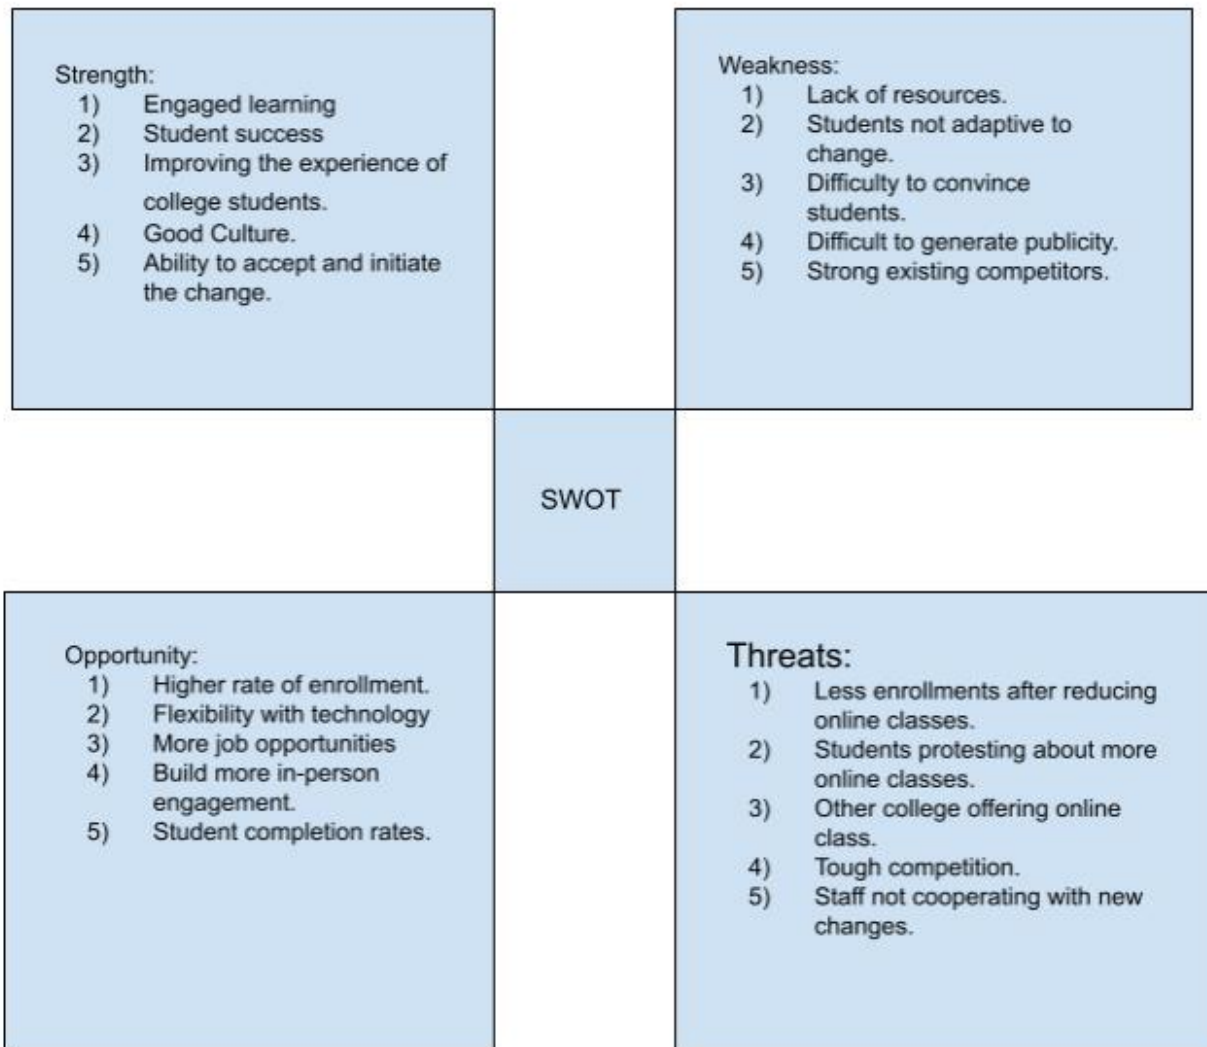 Strength:
1) Engaged learning
2) Student success
3) Improving the experience of
college students.
4) Good Culture.
5) Ability to accept and initiate
the change.
Weakness:
1) Lack of resources.
2) Students not adaptive to
change.
3) Difficulty to convince
students.
4) Difficult to generate publicity.
5) Strong existing competitors.
SWOT
Opportunity:
1) Higher rate of enrollment.
2) Flexibility with technology
3) More job opportunities
4) Build more in-person
engagement.
5) Student completion rates.
Threats:
1) Less enrollments after reducing
online classes.
2) Students protesting about more
online classes.
3) Other college offering online
class.
4) Tough competition.
5) Staff not cooperating with new
changes.